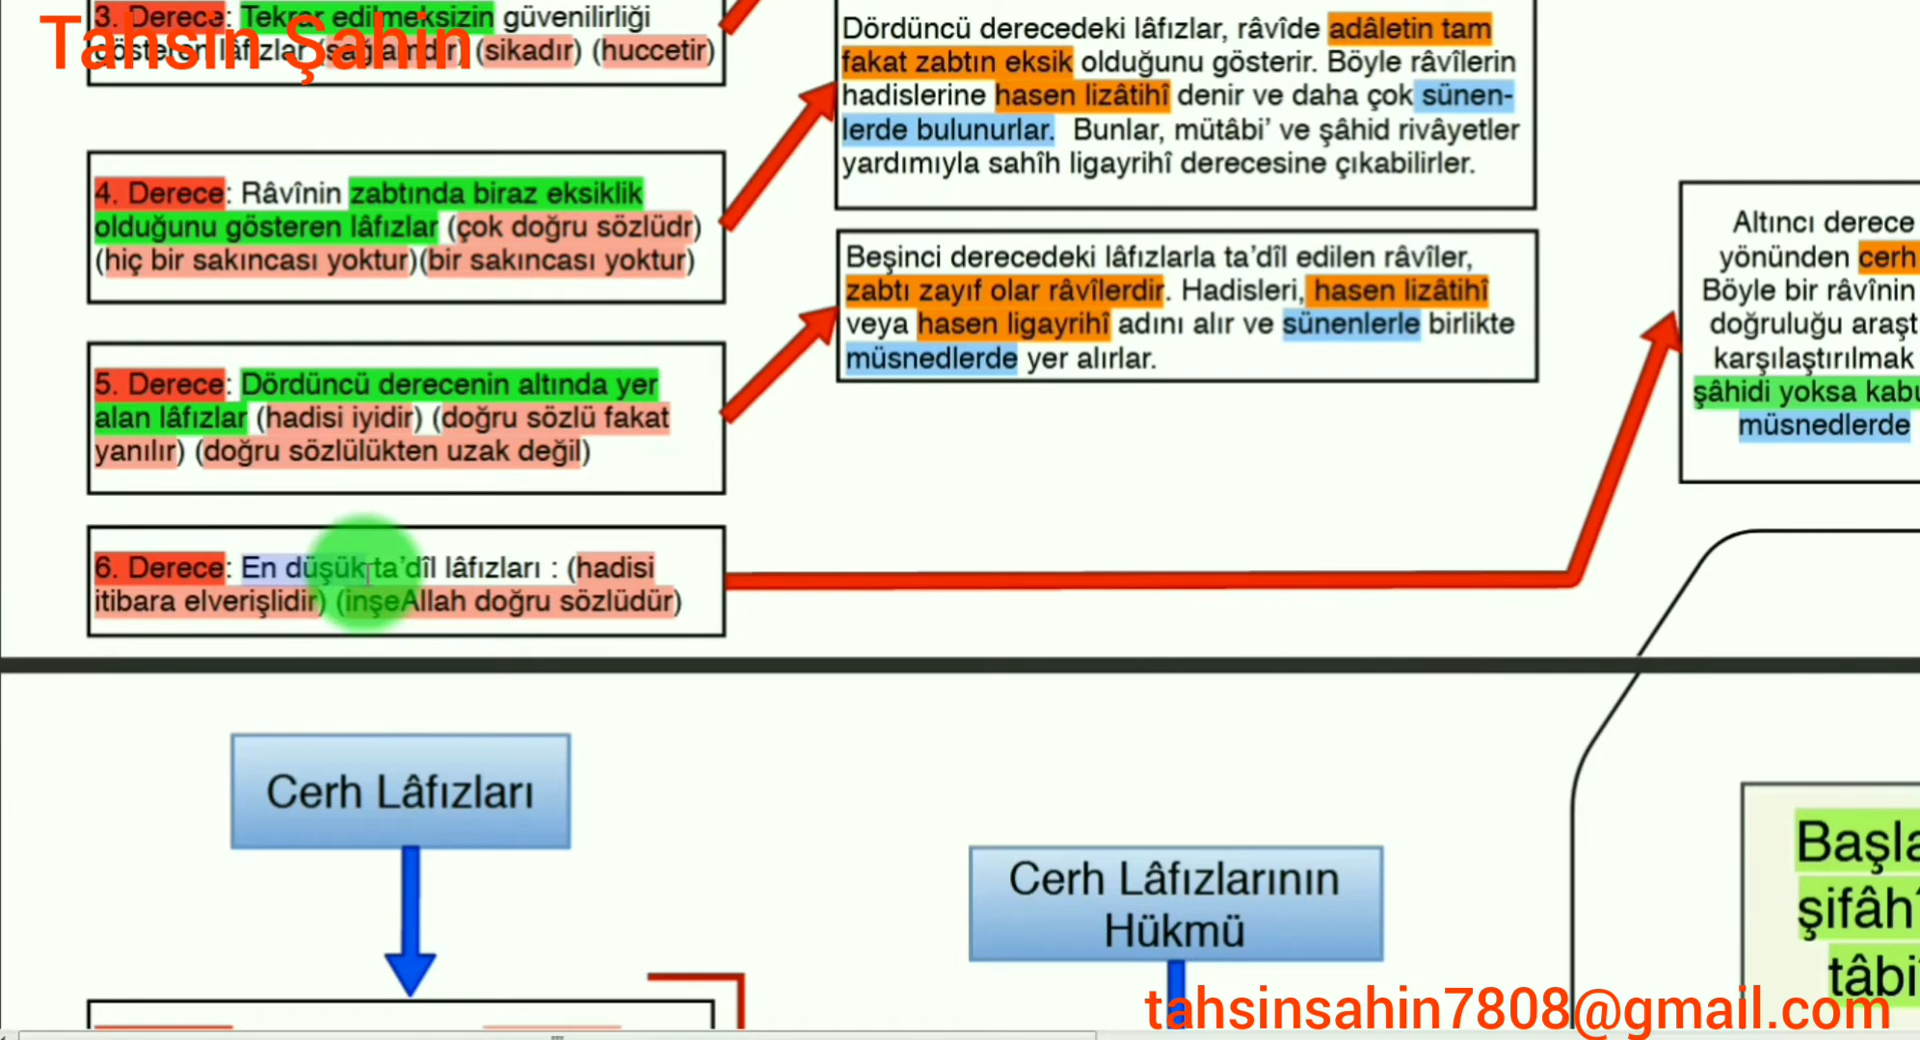 3. Derece: Tekrar edilmeksizin güvenilirliği
gösteren lâfızlar (sağlamdır) (sikadır) (huccetir)
Tahsin Şahin
4. Derece: Râvînin zabtında biraz eksiklik
olduğunu gösteren lâfızlar (çok doğru sözlüdr)
(hiç bir sakıncası yoktur)(bir sakıncası yoktur)
5. Derece: Dördüncü derecenin altında yer
alan lâfızlar (hadisi iyidir) (doğru sözlü fakat
yanılır) (doğru sözlülükten uzak değil)
6. Derece: En düşük ta’dîl lâfızları : (hadisi
itibara elverişlidir) (inşeAllah doğru sözlüdür)
Dördüncü derecedeki lâfızlar, râvîde adâletin tam
fakat zabtın eksik olduğunu gösterir. Böyle râvîlerin
hadislerine hasen lizâtihî denir ve daha çok sünen-
lerde bulunurlar. Bunlar, mütâbi’ ve şâhid rivâyetler
yardımıyla sahîh ligayrihî derecesine çıkabilirler.
Beşinci derecedeki lâfızlarla ta’dîl edilen râvîler,
zabtı zayıf olar râvîlerdir. Hadisleri, hasen lizâtihî
veya hasen ligayrihî adını alır ve sünenlerle birlikte
müsnedlerde yer alırlar.
Altıncı derece
yönünden cerh
Böyle bir râvînin
doğruluğu araşt
karşılaştırılmak
şâhidi yoksa kabu
müsnedlerde
Cerh Lâfızları
Cerh Lâfızlarının
Hükmü
Başla
şifâhî
tâbi
tahsinsahin7808@gmail.com